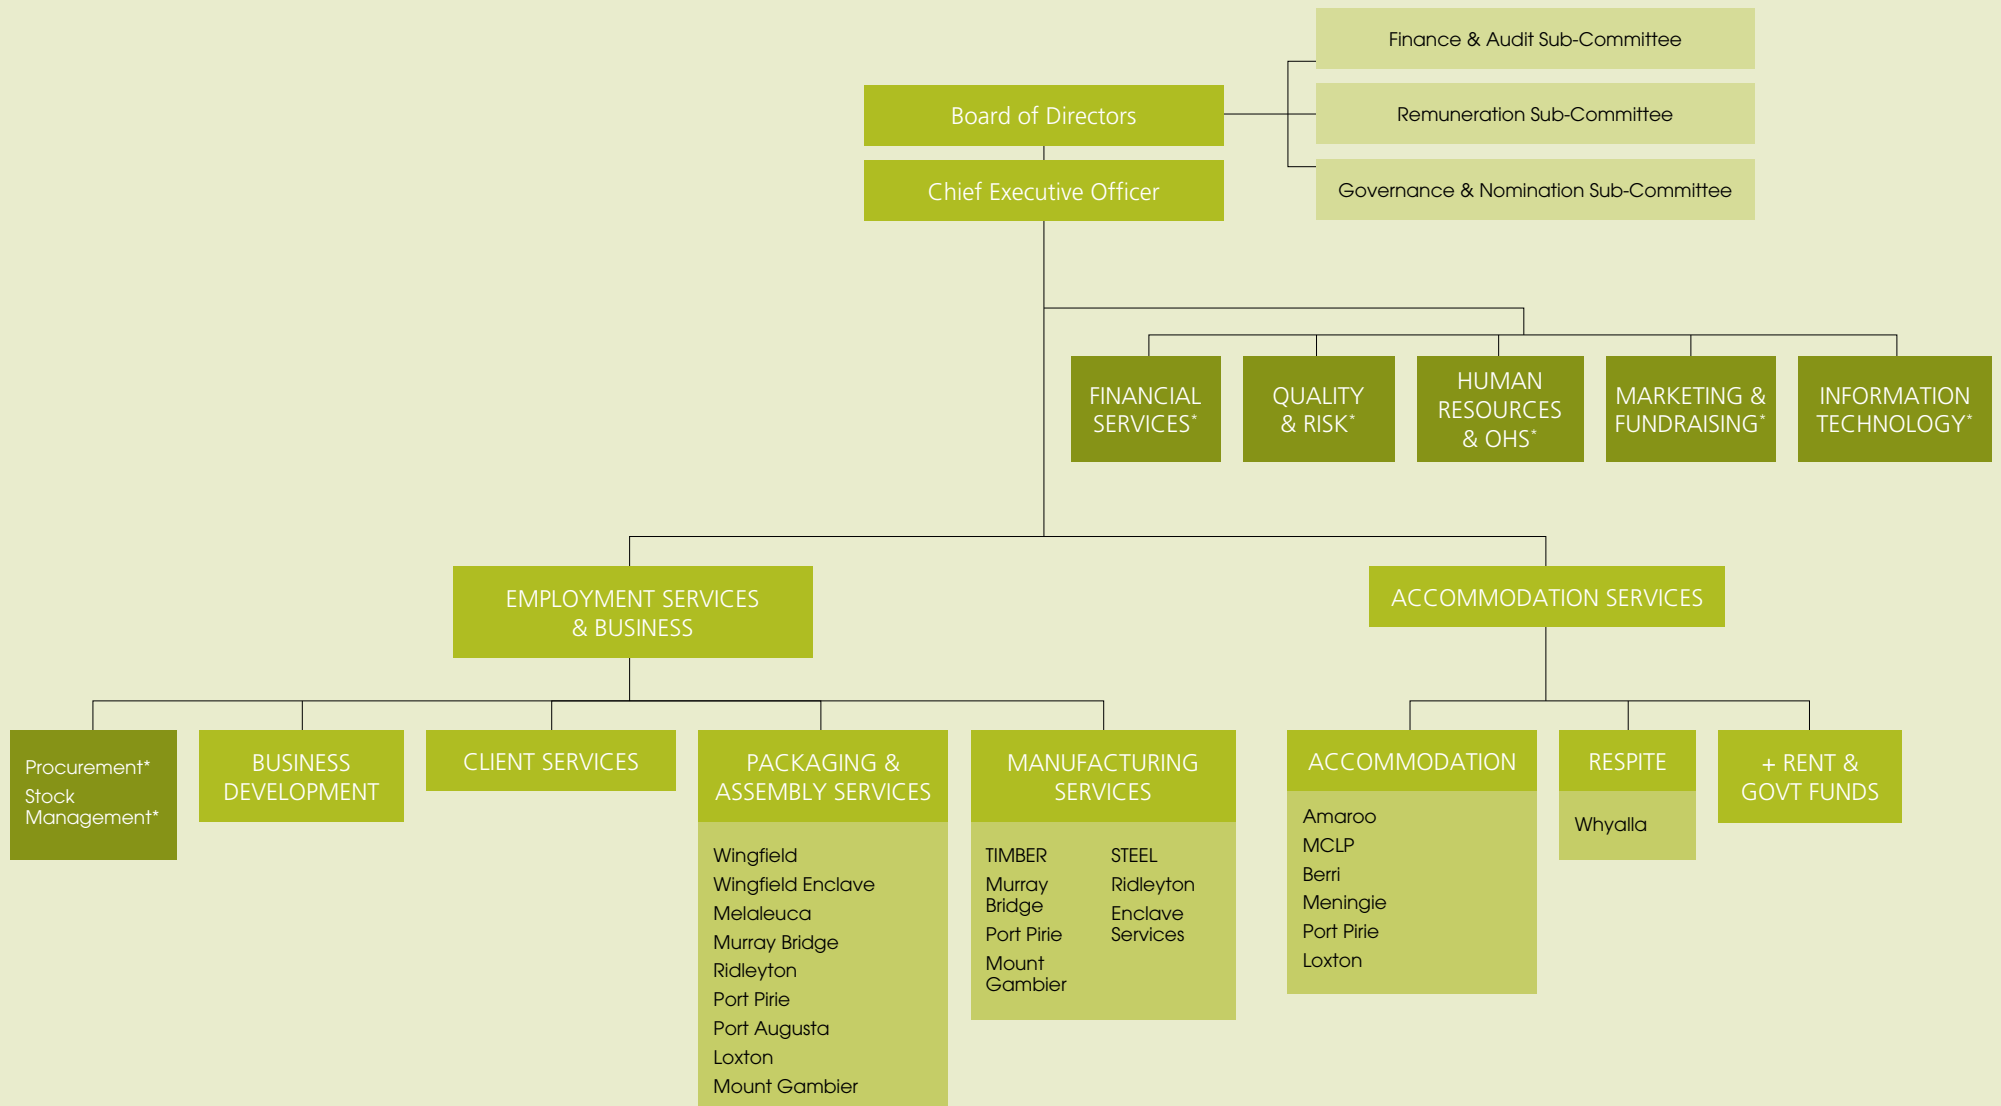 Finance & Audit Sub-Committee
Board of Directors
Remuneration Sub-Committee
Chief Executive Officer
Governance & Nomination Sub-Committee
FINANCIAL
SERVICES*
QUALITY
& RISK*
HUMAN
RESOURCES
& OHS*
MARKETING &
FUNDRAISING*
INFORMATION
TECHNOLOGY*
EMPLOYMENT SERVICES
& BUSINESS
ACCOMMODATION SERVICES
Procurement*
Stock
Management*
BUSINESS
DEVELOPMENT
CLIENT SERVICES
PACKAGING &
ASSEMBLY SERVICES
Wingfield
Wingfield Enclave
Melaleuca
Murray Bridge
Ridleyton
Port Pirie
Port Augusta
Loxton
Mount Gambier
MANUFACTURING
SERVICES
TIMBER
Murray
Bridge
Port Pirie
Mount
Gambier
STEEL
Ridleyton
Enclave
Services
ACCOMMODATION
Amaroo
MCLP
Berri
Meningie
Port Pirie
Loxton
RESPITE
Whyalla
+ RENT &
GOVT FUNDS